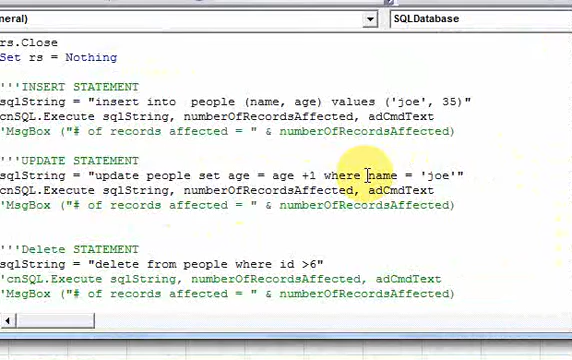 neral)
SQLDatabase
rs.Close
Set rs = Nothing
'''INSERT STATEMENT
sqlString = "insert into  people (name, age) values ('joe', 35)"
cnSQL.Execute sqlString, numberOfRecordsAffected, adCmdText
'MsgBox ("# of records affected = " & numberOfRecordsAffected)
'''UPDATE STATEMENT
sqlString = "update people set age = age +1 where name = 'joe'"
cnSQL.Execute sqlString, numberOfRecordsAffected, adCmdText
'MsgBox ("# of records affected = " & numberOfRecordsAffected)
'''Delete STATEMENT
sqlString = "delete from people where id >6"
'cnSQL.Execute sqlString, numberOfRecordsAffected, adCmdText
'MsgBox ("# of records affected = " & numberOfRecordsAffected)